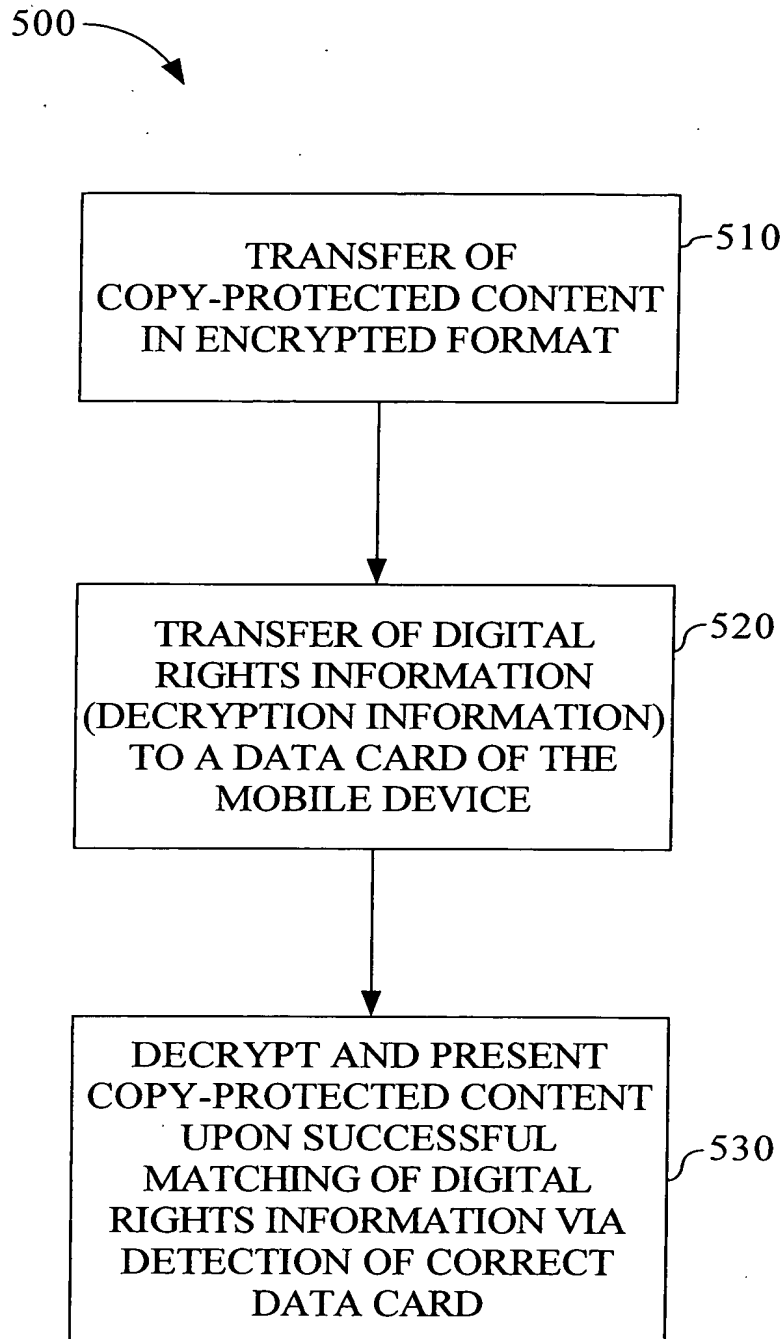 500
TRANSFER OF
COPY-PROTECTED CONTENT
IN ENCRYPTED FORMAT
510
TRANSFER OF DIGITAL
RIGHTS INFORMATION
(DECRYPTION INFORMATION)
TO A DATA CARD OF THE
MOBILE DEVICE
520
DECRYPT AND PRESENT
COPY-PROTECTED CONTENT
UPON SUCCESSFUL
MATCHING OF DIGITAL
RIGHTS INFORMATION VIA
DETECTION OF CORRECT
DATA CARD
530